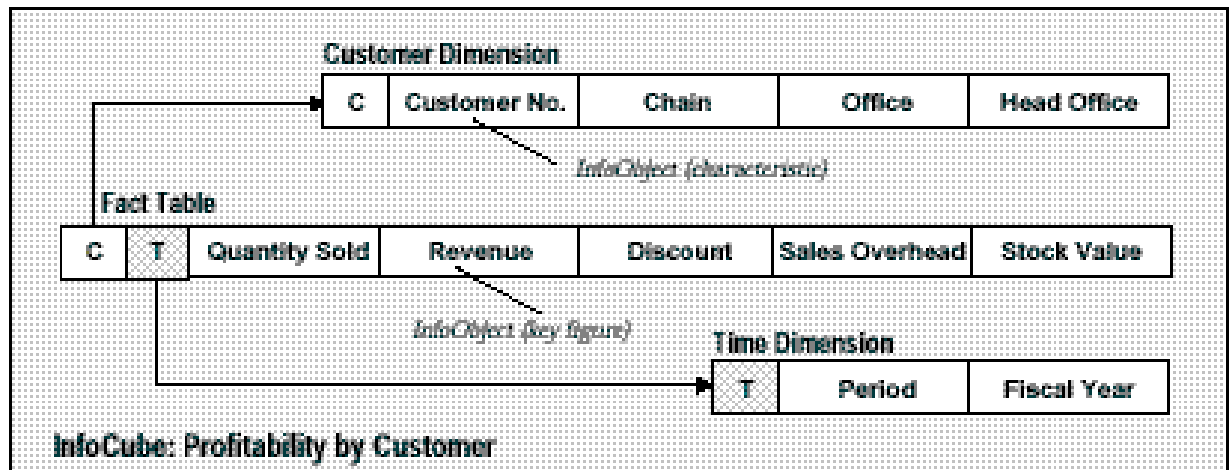 Customer Dimension
C Customer No. Chain Office Head Office
InfoObject (characteristic)
Fact Table
C T Quantity Sold Revenue Discount Sales Overhead Stock Value
InfoObject (key figure)
Time Dimension
T Period Fiscal Year
InfoCube: Profitability by Customer